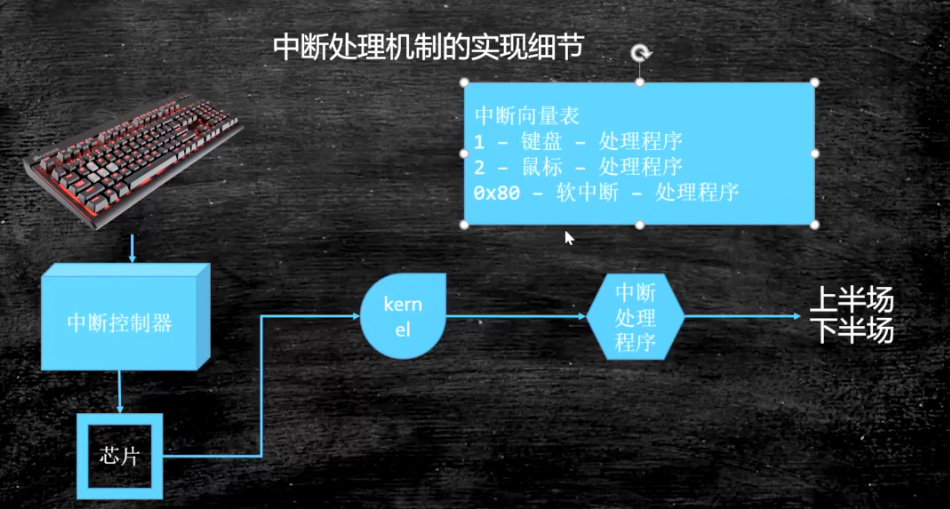 中断处理机制的实现细节
中断向量表
1 - 键盘 - 处理程序
2 - 鼠标 - 处理程序
0x80 - 软中断 - 处理程序
中断控制器
芯片
kern
el
中断
处理
程序
上半场
下半场